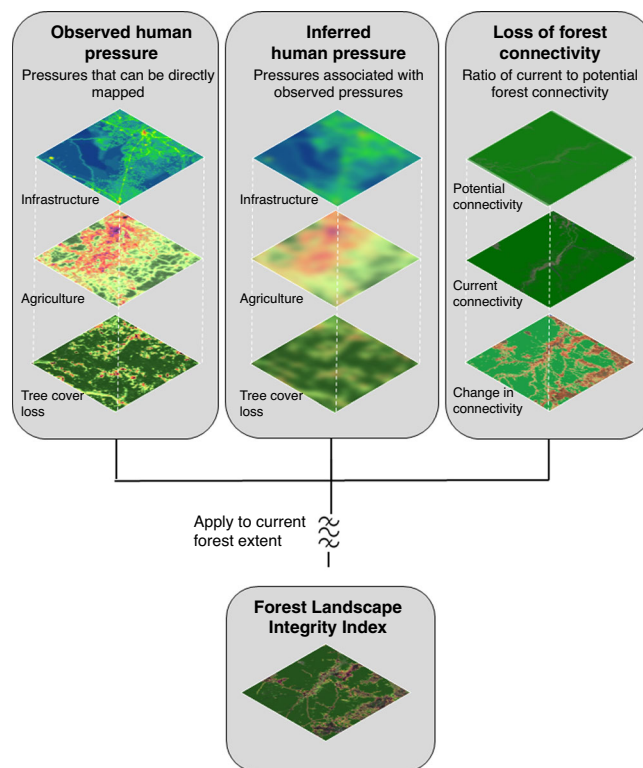 Observed human
pressure
Pressures that can be directly
mapped
Infrastructure
Agriculture
Tree cover
loss
Inferred
human pressure
Pressures associated with
observed pressures
Infrastructure
Agriculture
Tree cover
loss
Loss of forest
connectivity
Ratio of current to potential
forest connectivity
Potential
connectivity
Current
connectivity
Change in
connectivity
Apply to current
forest extent
Forest Landscape
Integrity Index